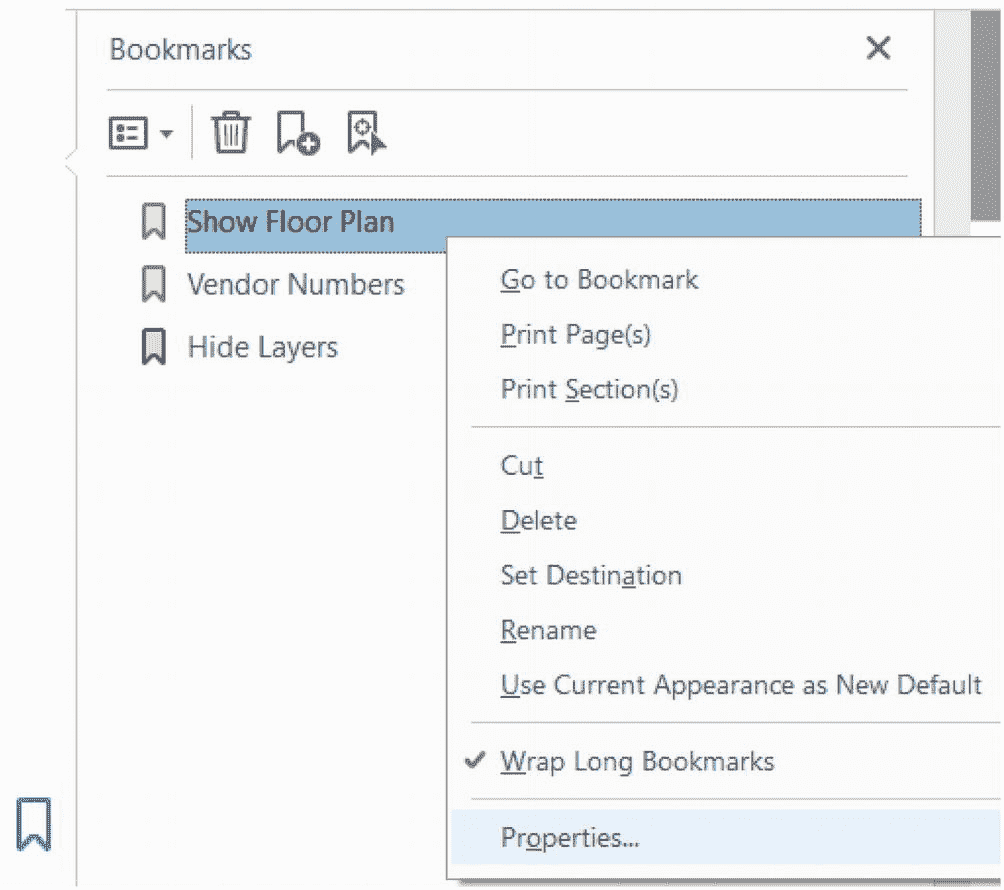 Bookmarks
Show Floor Plan
Vendor Numbers
Hide Layers
Go to Bookmark
Print Page(s)
Print Section(s)
Cut
Delete
Set Destination
Rename
Use Current Appearance as New Default
Wrap Long Bookmarks
Properties...